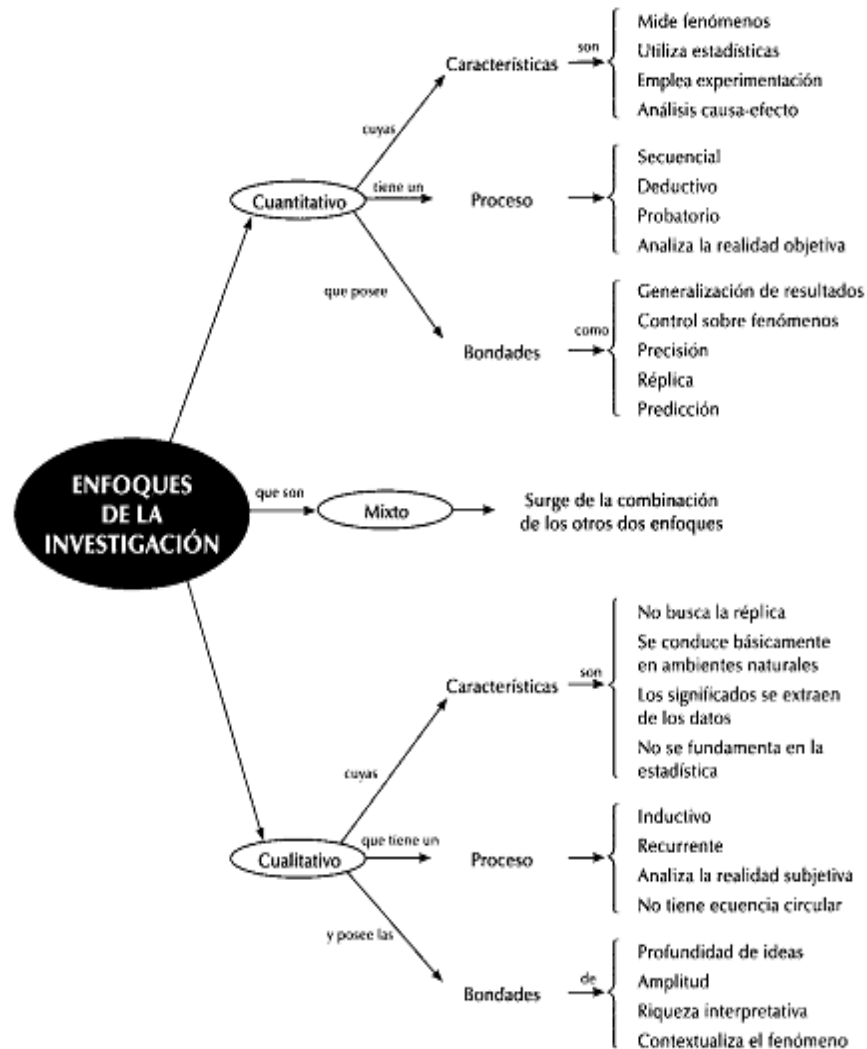 Mide fenómenos
Utiliza estadísticas
Emplea experimentación
Análisis causa-efecto
son
Características
cuyas
Secuencial
Deductivo
Probatorio
Analiza la realidad objetiva
tiene un
Proceso
Cuantitativo
que posee
Generalización de resultados
Control sobre fenómenos
Precisión
Réplica
Predicción
como
Bondades
ENFOQUES
DE LA
INVESTIGACIÓN
que son
Mixto
Surge de la combinación
de los otros dos enfoques
No busca la réplica
Se conduce básicamente
en ambientes naturales
Los significados se extraen
de los datos
No se fundamenta en la
estadística
son
Características
cuyas
Inductivo
Recurrente
Analiza la realidad subjetiva
No tiene ecuencia circular
que tiene un
Proceso
Cualitativo
y posee las
Profundidad de ideas
Amplitud
Riqueza interpretativa
Contextualiza el fenómeno
de
Bondades